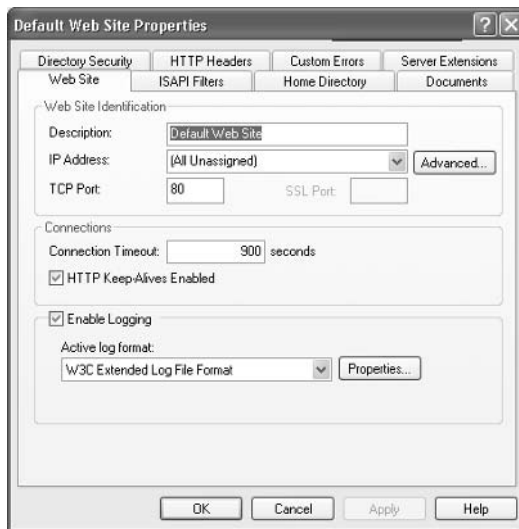 Default Web Site Properties
Directory Security HTTP Headers Custom Errors Server Extensions
Web Site ISAPI Filters Home Directory Documents
Web Site Identification
Description: Default Web Site
IP Address: (All Unassigned) Advanced...
TCP Port: 80 SSL Port:
Connections
Connection Timeout: 900 seconds
HTTP Keep-Alives Enabled
Enable Logging
Active log format:
W3C Extended Log File Format Properties...
OK Cancel Apply Help